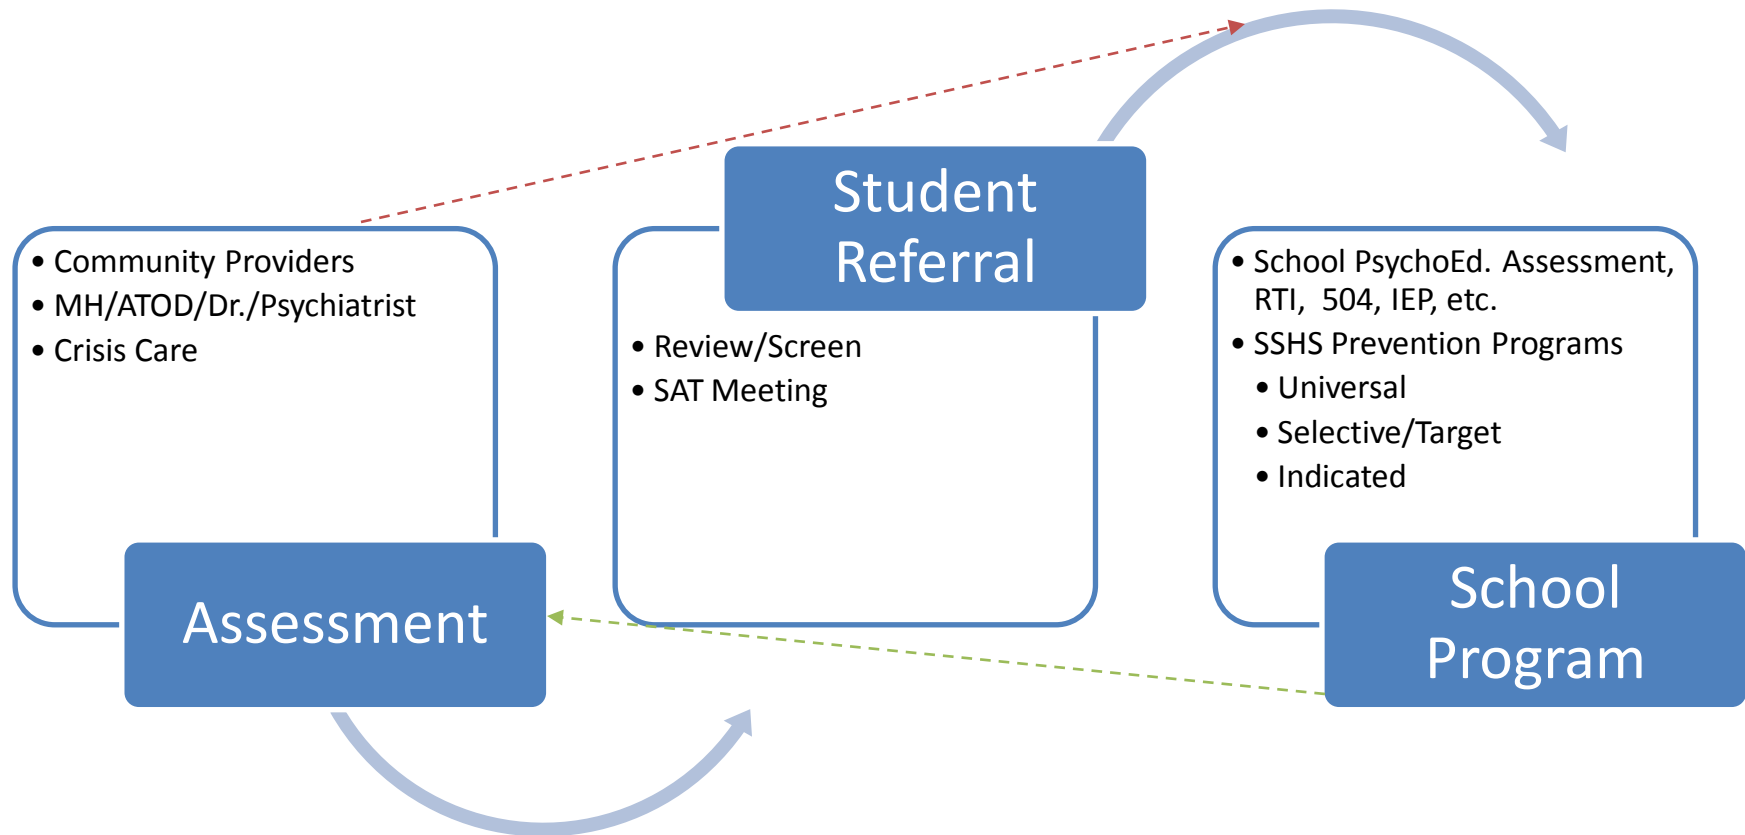 • Community Providers
• MH/ATOD/Dr./Psychiatrist
• Crisis Care
Assessment
Student
Referral
• Review/Screen
• SAT Meeting
• School PsychoEd. Assessment,
RTI, 504, IEP, etc.
• SSHS Prevention Programs
• Universal
• Selective/Target
• Indicated
School
Program